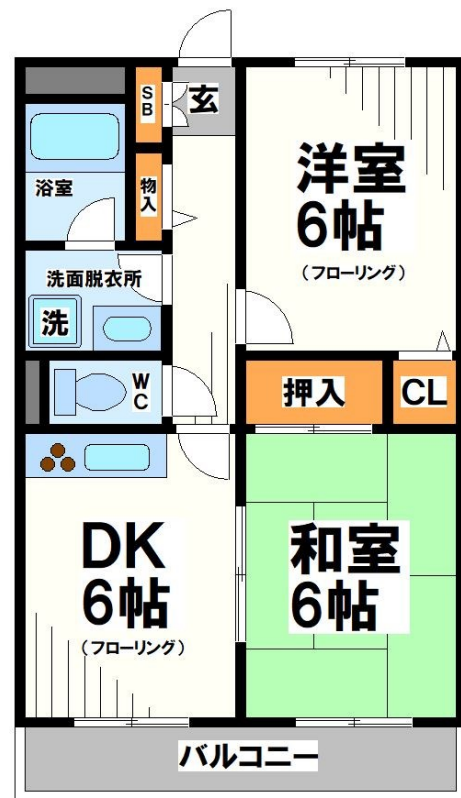 SB
玄
洋室
6帖
(フローリング)
浴室
物入
洗面脱衣所
洗
WC
押入
CL
DK
6帖
(フローリング)
和室
6帖
バルコニー